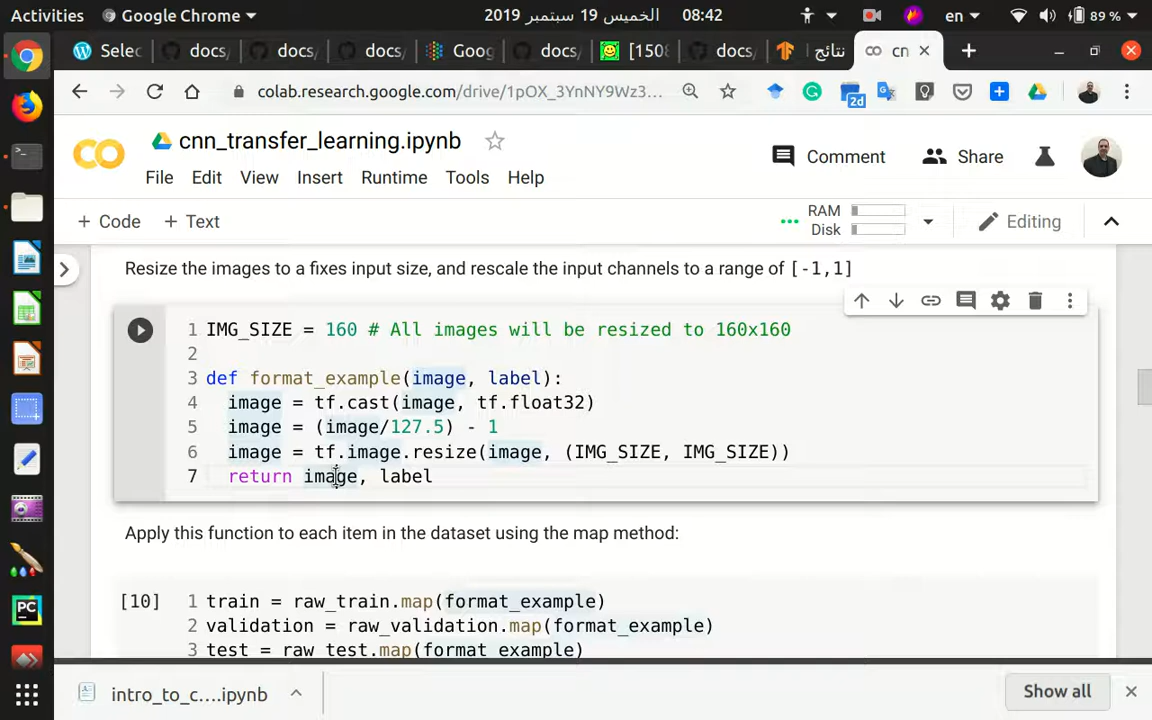 Activities
Google Chrome
الخميس 19 سبتمبر 2019
08:42
en
89 %
Selec
docs/
docs/
docs/
Goog
docs/
[1508
docs/
نتائج ا
cn
colab.research.google.com/drive/1pOX_3YnNY9Wz3...
2d
cnn_transfer_learning.ipynb
Comment
Share
File Edit View Insert Runtime Tools Help
+ Code + Text
RAM
Disk
Editing
Resize the images to a fixes input size, and rescale the input channels to a range of [-1,1]
1 IMG_SIZE = 160 # All images will be resized to 160x160
2
3 def format_example(image, label):
4 image = tf.cast(image, tf.float32)
5 image = (image/127.5) - 1
6 image = tf.image.resize(image, (IMG_SIZE, IMG_SIZE))
7 return image, label
Apply this function to each item in the dataset using the map method:
[10] 1 train = raw_train.map(format_example)
2 validation = raw_validation.map(format_example)
3 test = raw_test.map(format_example)
PC
intro_to_c....ipynb
Show all